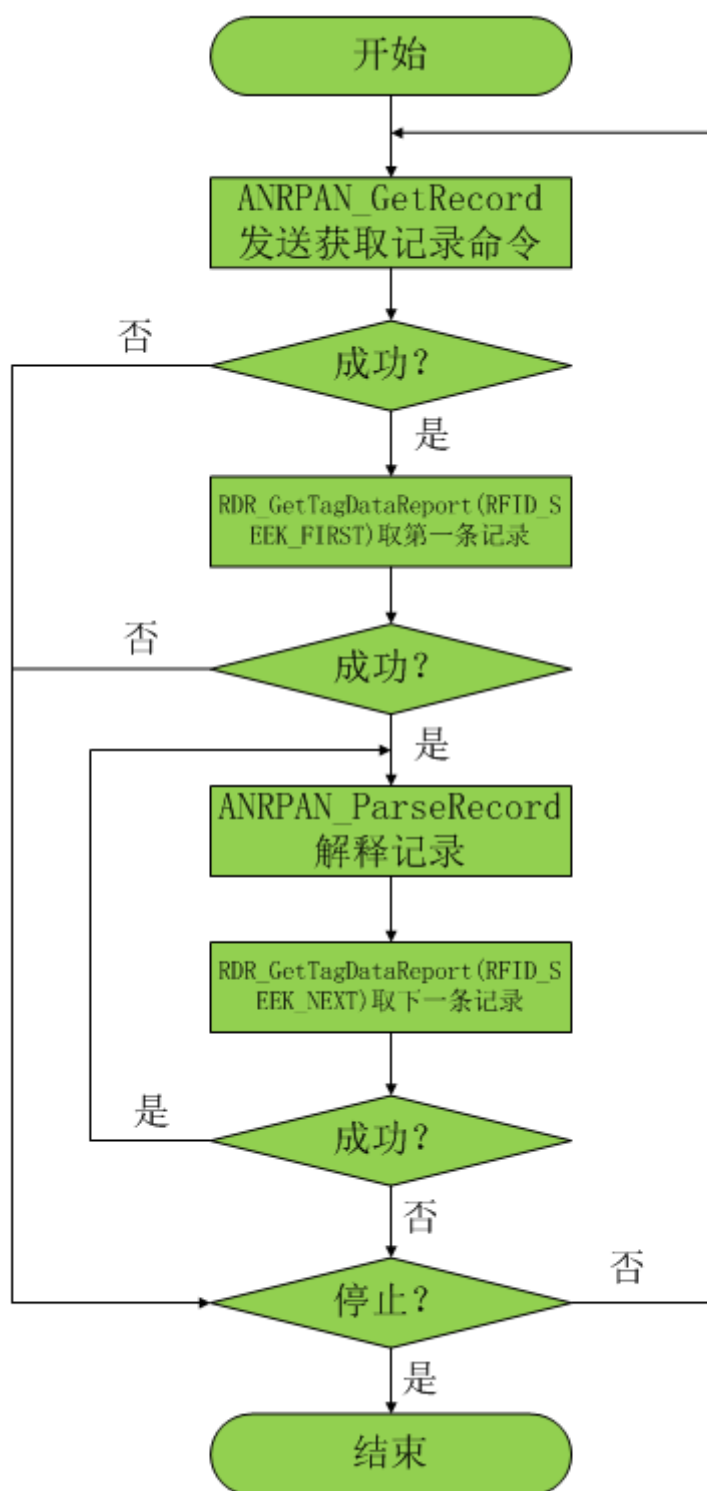 开始
ANRPAN_GetRecord
发送获取记录命令
否
成功？
是
RDR_GetTagDataReport(RFID_S
EEK_FIRST)取第一条记录
否
成功？
是
ANRPAN_ParseRecord
解释记录
RDR_GetTagDataReport(RFID_S
EEK_NEXT)取下一条记录
是
成功？
否
停止？
否
是
结束